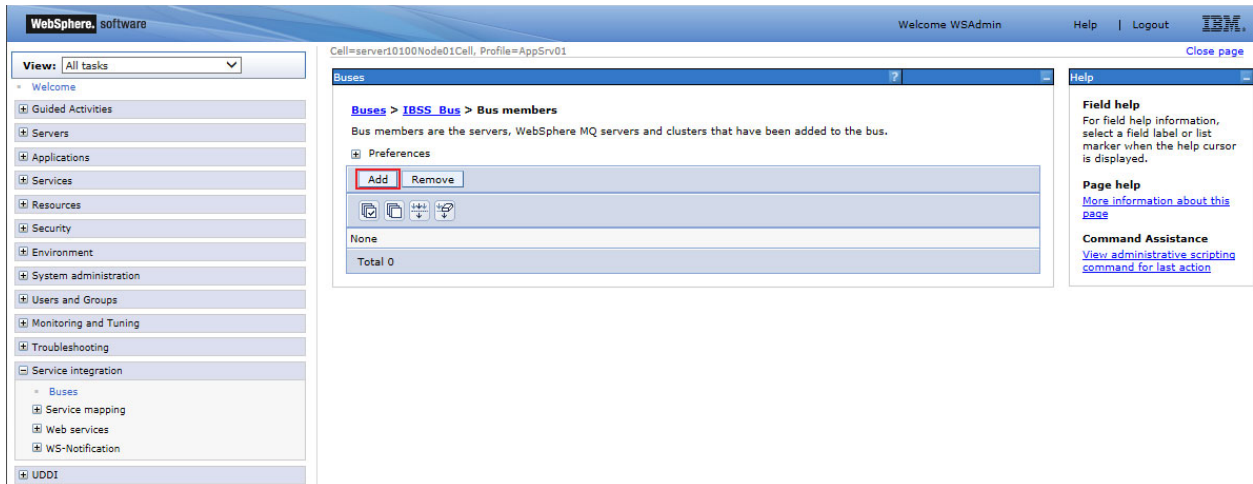 WebSphere. software
Welcome WSAdmin
Help | Logout
IBM.
View: All tasks
Welcome
Guided Activities
Servers
Applications
Services
Resources
Security
Environment
System administration
Users and Groups
Monitoring and Tuning
Troubleshooting
Service integration
Buses
Service mapping
Web services
WS-Notification
UDDI
Cell=server10100Node01Cell, Profile=AppSrv01
Close page
Buses
?
Buses > IBSS_Bus > Bus members
Bus members are the servers, WebSphere MQ servers and clusters that have been added to the bus.
Preferences
Add Remove
None
Total 0
Help
Field help
For field help information,
select a field label or list
marker when the help cursor
is displayed.
Page help
More information about this
page
Command Assistance
View administrative scripting
command for last action